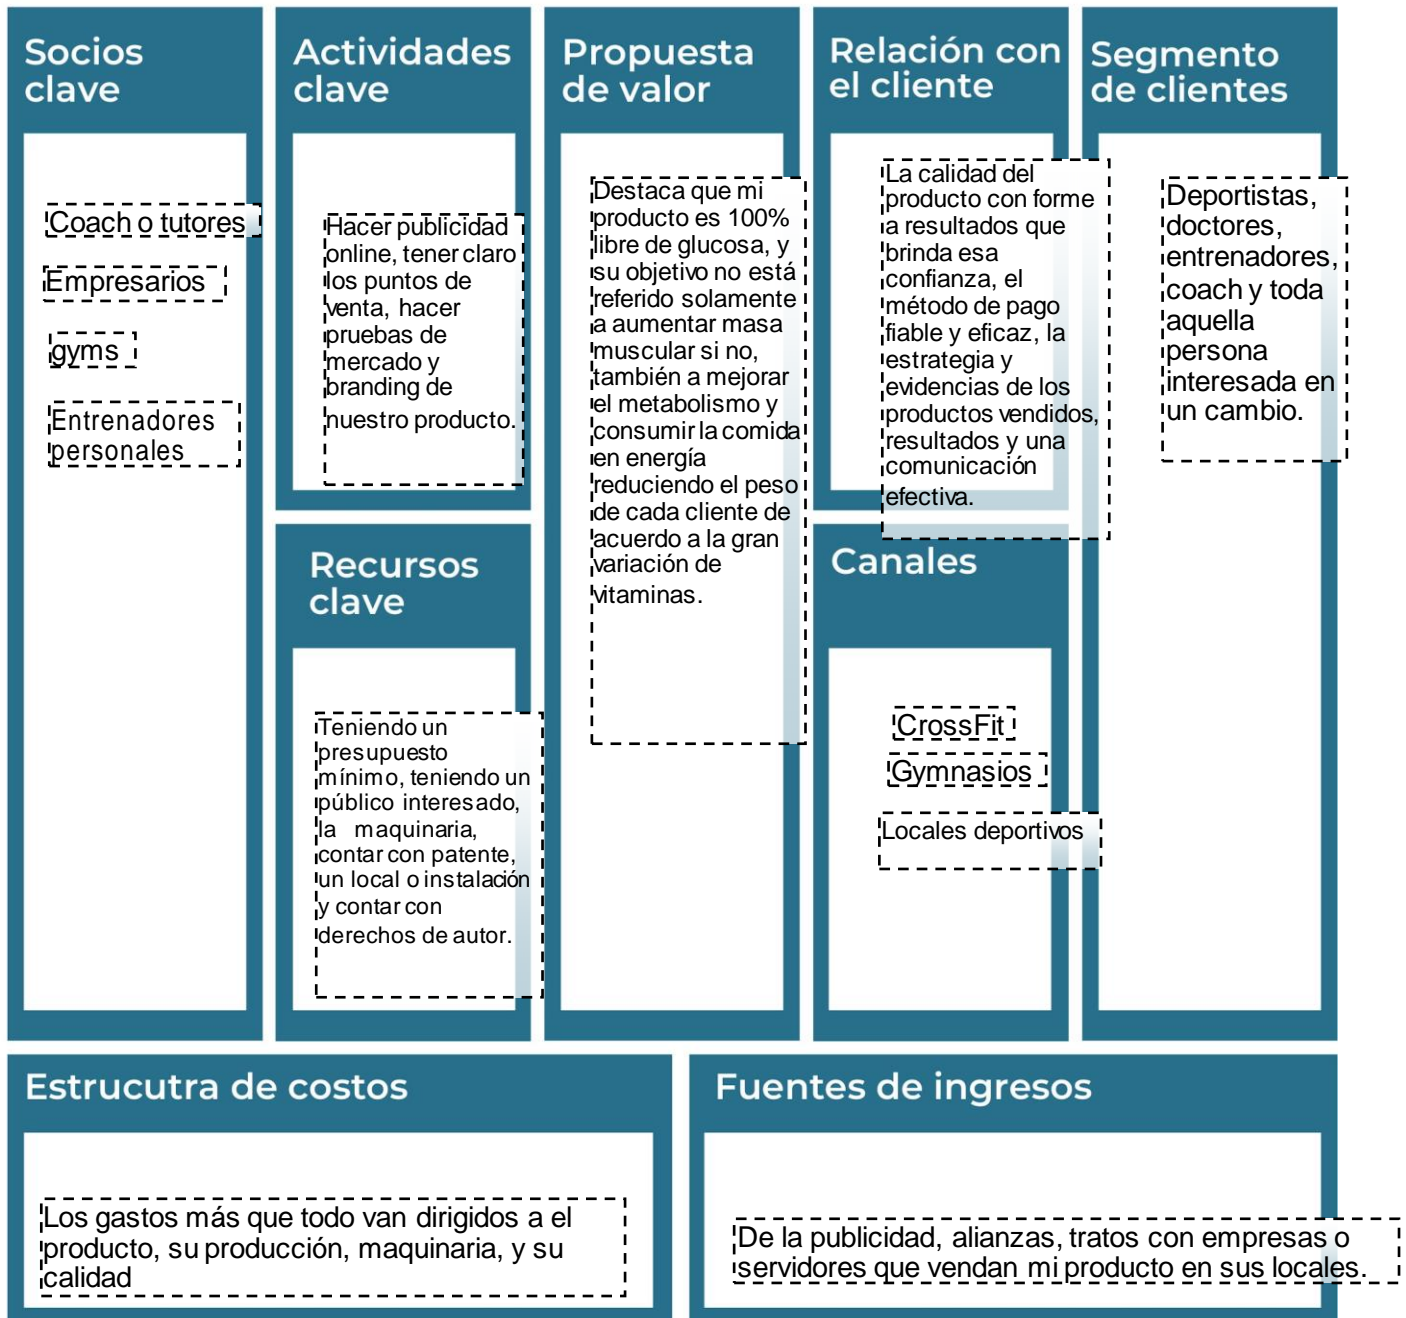 Socios
clave
Coach o tutores
Empresarios
gyms
Entrenadores
personales
Actividades
clave
Hacer publicidad
online, tener claro
los puntos de
venta, hacer
pruebas de
mercado y
branding de
nuestro producto.
Recursos
clave
Teniendo un
presupuesto
mínimo, teniendo un
público interesado,
la maquinaria,
contar con patente,
un local o instalación
y contar con
derechos de autor.
Propuesta
de valor
Destaca que mi
producto es 100%
libre de glucosa, y
su objetivo no está
referido solamente
a aumentar masa
muscular si no,
también a mejorar
el metabolismo y
consumir la comida
en energía
reduciendo el peso
de cada cliente de
acuerdo a la gran
variación de
vitaminas.
Relación con
el cliente
La calidad del
producto con forme
a resultados que
brinda esa
confianza, el
método de pago
fiable y eficaz, la
estrategia y
evidencias de los
productos vendidos,
resultados y una
comunicación
efectiva.
Canales
CrossFit
Gymnasios
Locales deportivos
Segmento
de clientes
Deportistas,
doctores,
entrenadores,
coach y toda
aquella
persona
interesada en
un cambio.
Estrucutra de costos
Los gastos más que todo van dirigidos a el
producto, su producción, maquinaria, y su
calidad
Fuentes de ingresos
De la publicidad, alianzas, tratos con empresas o
servidores que vendan mi producto en sus locales.